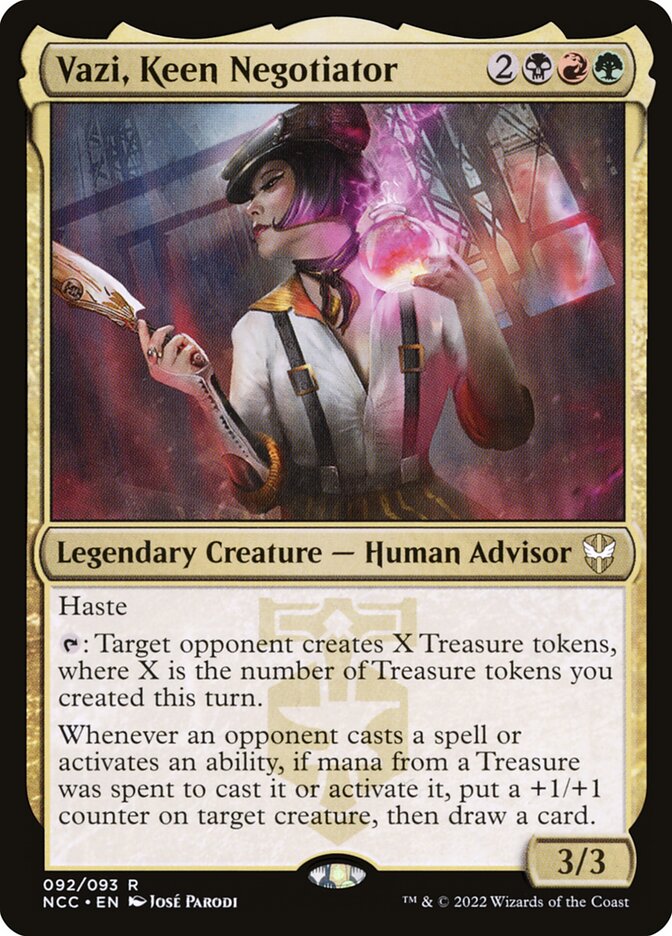 Vazi, Keen Negotiator 2
Legendary Creature — Human Advisor
Haste
: Target opponent creates X Treasure tokens,
where X is the number of Treasure tokens you
created this turn.
Whenever an opponent casts a spell or
activates an ability, if mana from a Treasure
was spent to cast it or activate it, put a +1/+1
counter on target creature, then draw a card.
3/3
092/093 R
NCC • EN José Parodi
™ & © 2022 Wizards of the Coast